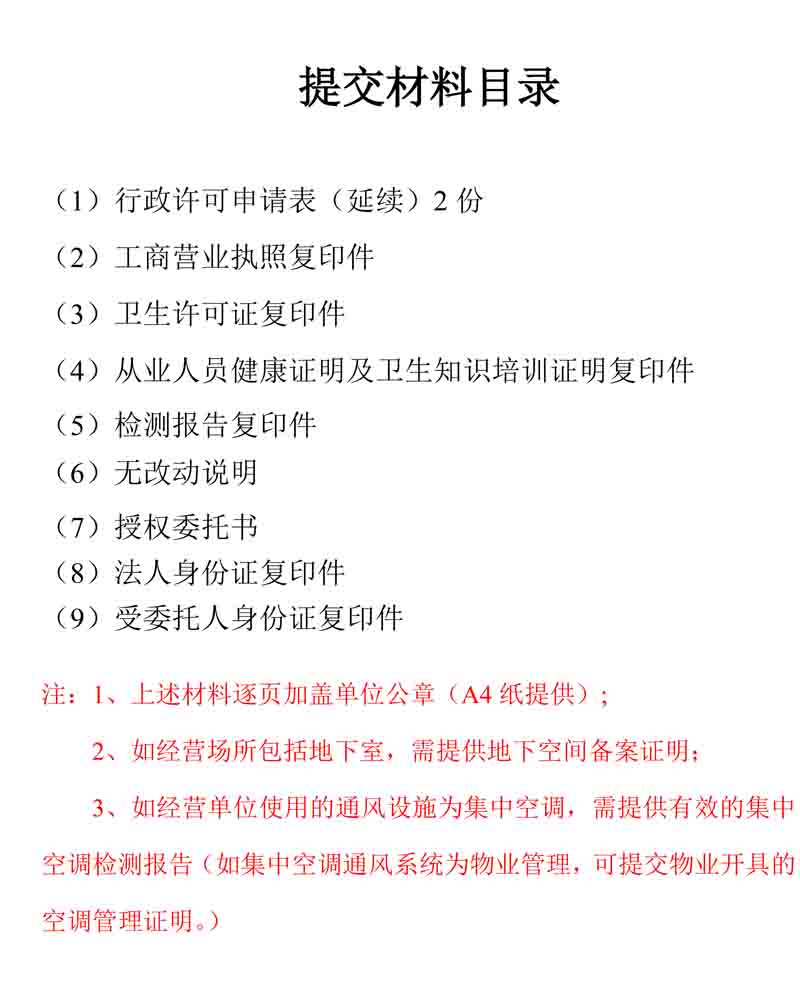 提交材料目录
（1）行政许可申请表（延续）2 份
（2）工商营业执照复印件
（3）卫生许可证复印件
（4）从业人员健康证明及卫生知识培训证明复印件
（5）检测报告复印件
（6）无改动说明
（7）授权委托书
（8）法人身份证复印件
（9）受委托人身份证复印件
注：1、上述材料逐页加盖单位公章（A4 纸提供）;
2、如经营场所包括地下室，需提供地下空间备案证明；
3、如经营单位使用的通风设施为集中空调，需提供有效的集中
空调检测报告（如集中空调通风系统为物业管理，可提交物业开具的
空调管理证明。）